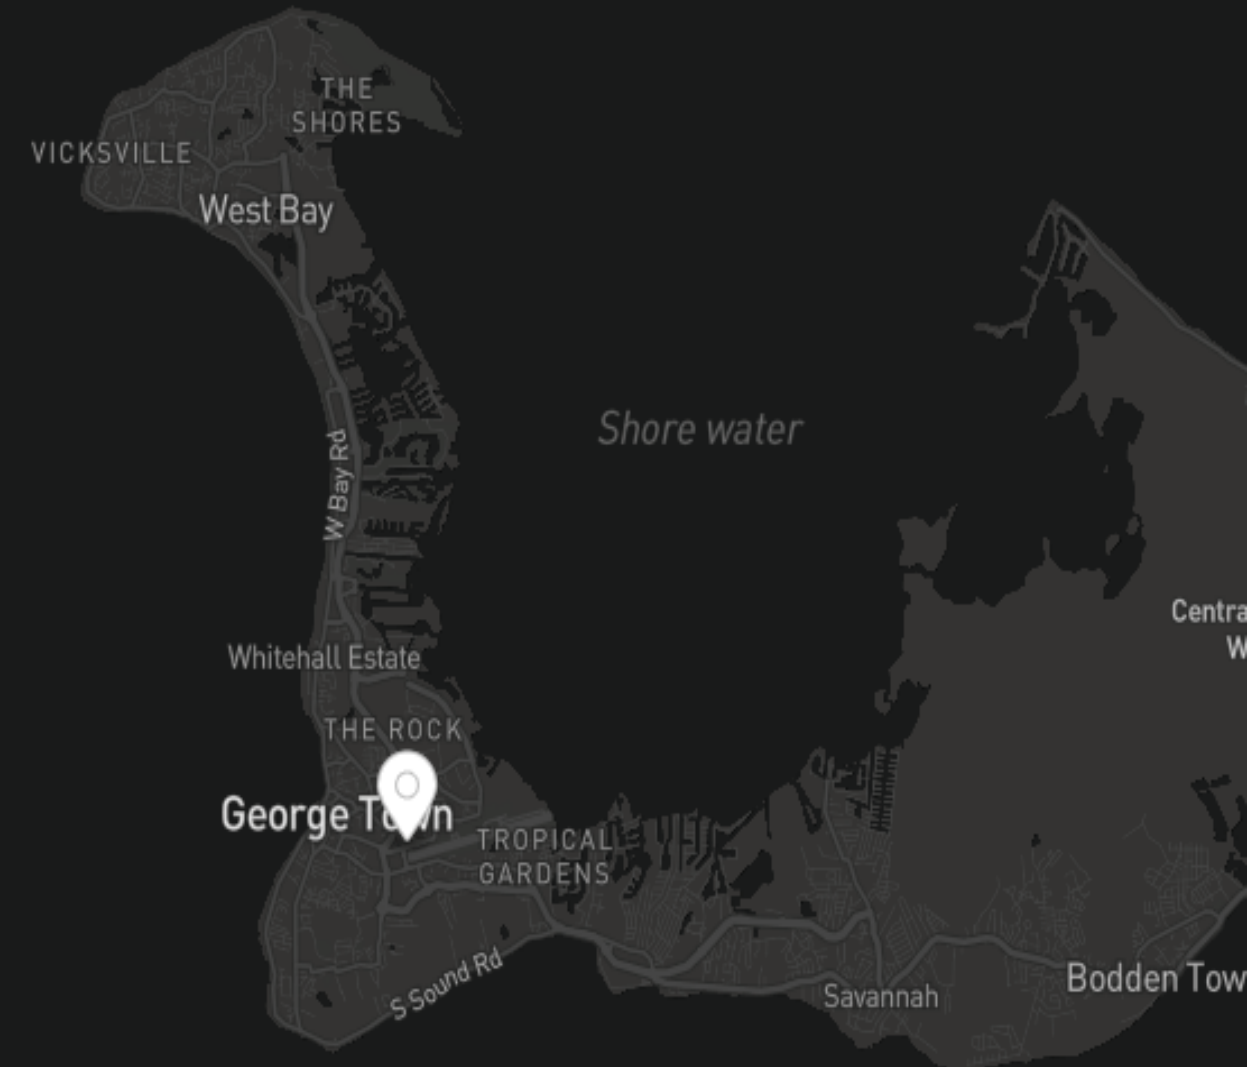 THE
SHORES
VICKSVILLE
West Bay
Shore water
W Bay Rd
Centra
W
Whitehall Estate
THE ROCK
George Town
TROPICAL
GARDENS
S Sound Rd
Savannah
Bodden Tow